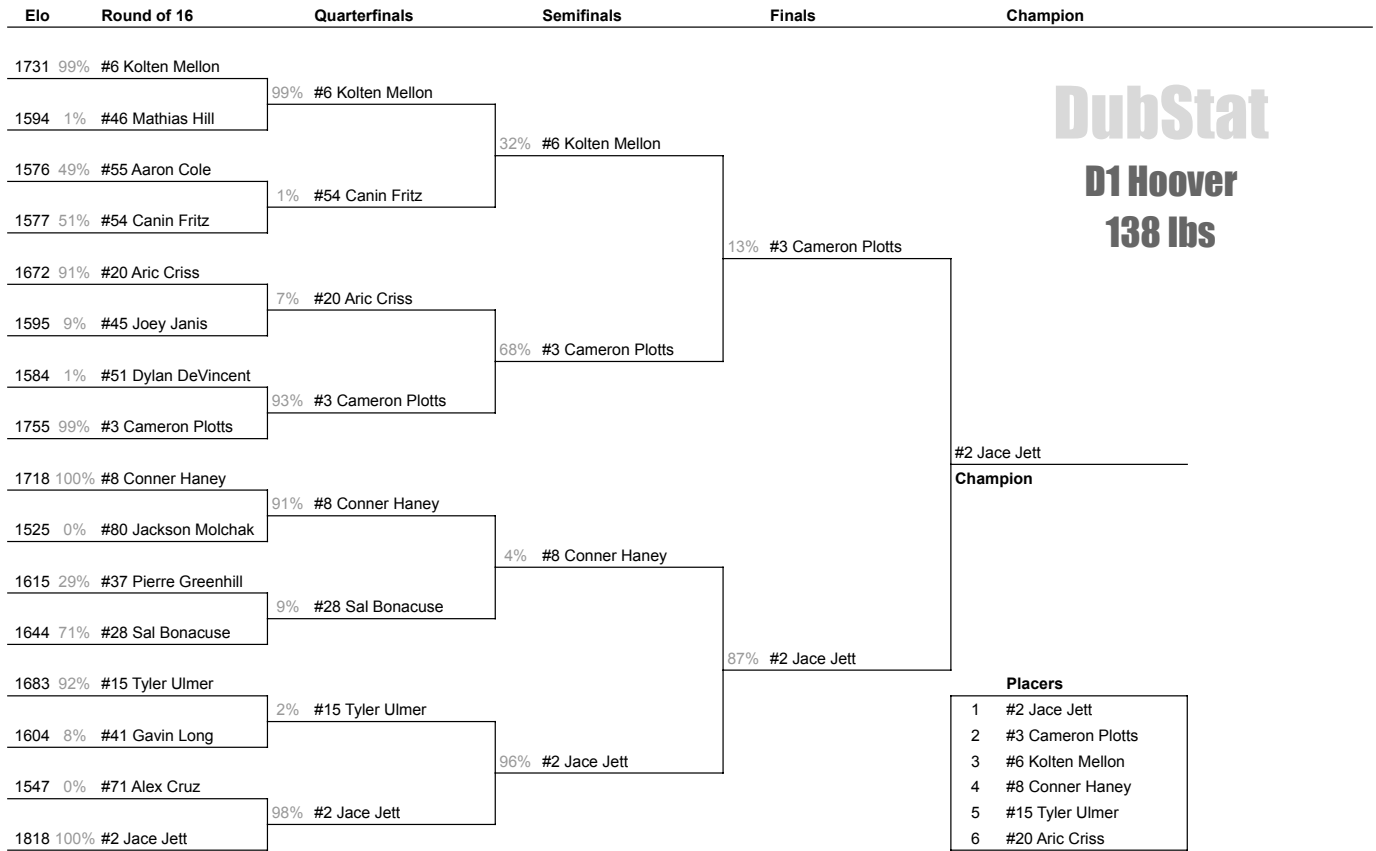 Elo Round of 16 Quarterfinals Semifinals Finals Champion
1731 99% #6 Kolten Mellon
99% #6 Kolten Mellon
1594 1% #46 Mathias Hill
32% #6 Kolten Mellon
1576 49% #55 Aaron Cole
1% #54 Canin Fritz
1577 51% #54 Canin Fritz
13% #3 Cameron Plotts
1672 91% #20 Aric Criss
7% #20 Aric Criss
1595 9% #45 Joey Janis
68% #3 Cameron Plotts
1584 1% #51 Dylan DeVincent
93% #3 Cameron Plotts
1755 99% #3 Cameron Plotts
#2 Jace Jett
Champion
1718 100% #8 Conner Haney
91% #8 Conner Haney
1525 0% #80 Jackson Molchak
4% #8 Conner Haney
1615 29% #37 Pierre Greenhill
9% #28 Sal Bonacuse
1644 71% #28 Sal Bonacuse
87% #2 Jace Jett
1683 92% #15 Tyler Ulmer
2% #15 Tyler Ulmer
1604 8% #41 Gavin Long
96% #2 Jace Jett
1547 0% #71 Alex Cruz
98% #2 Jace Jett
1818 100% #2 Jace Jett
DubStat
D1 Hoover
138 lbs
Placers
1 #2 Jace Jett
2 #3 Cameron Plotts
3 #6 Kolten Mellon
4 #8 Conner Haney
5 #15 Tyler Ulmer
6 #20 Aric Criss